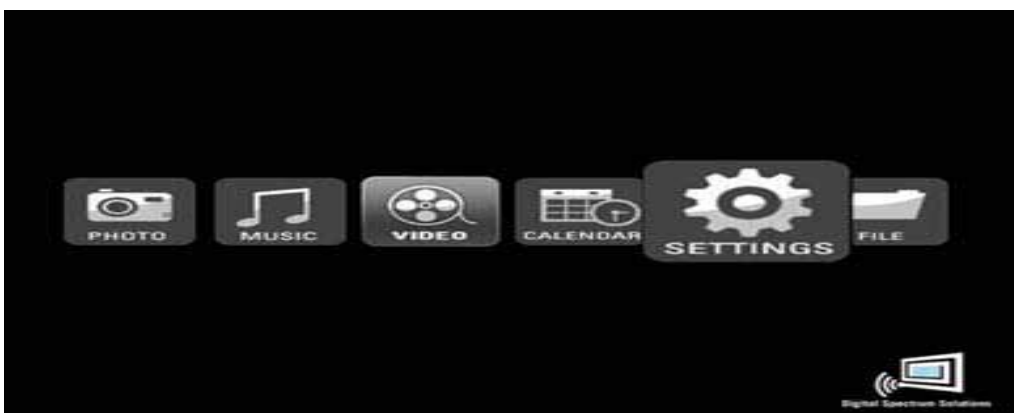 PHOTO
MUSIC
VIDEO
CALENDAR
SETTINGS
FILE
Digital Spectrum Solutions